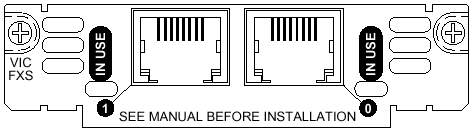 VIC
FXS
IN USE
IN USE
1
SEE MANUAL BEFORE INSTALLATION
0